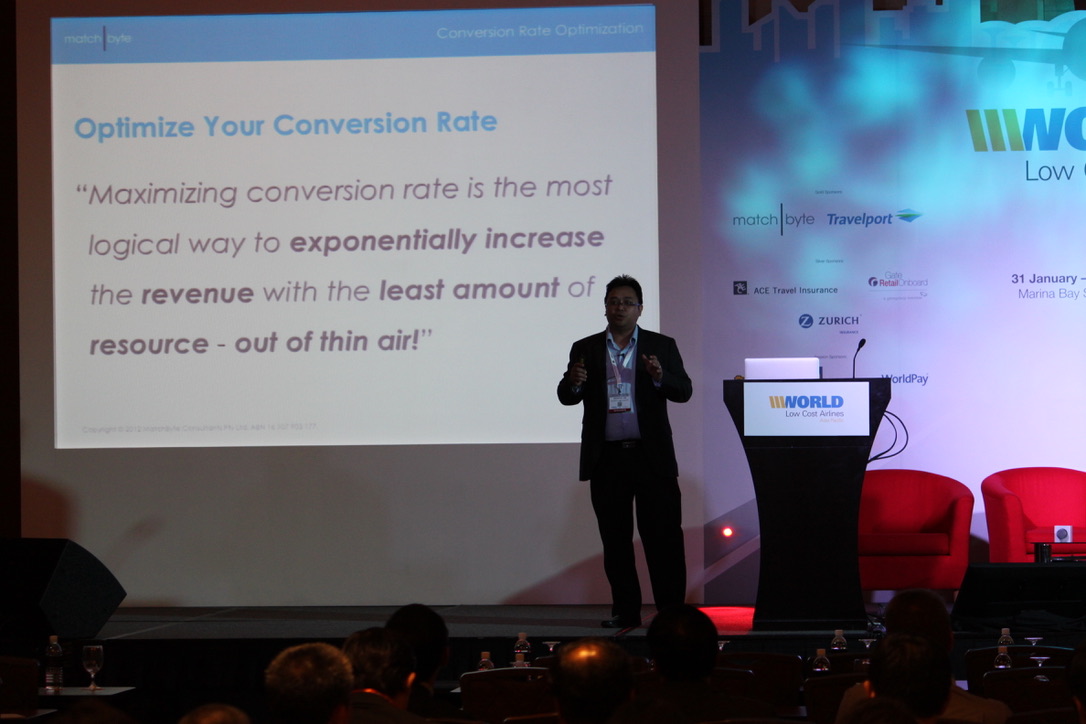 match|byte
Conversion Rate Optimization
Optimize Your Conversion Rate
“Maximizing conversion rate is the most
logical way to exponentially increase
the revenue with the least amount of
resource - out of thin air!”
WO
Low
match|byte
Travelport
ACE Travel Insurance
Gate
RetailOnboard
ZURICH
WorldPay
31 January –
Marina Bay S
WORLD
Low Cost Airlines